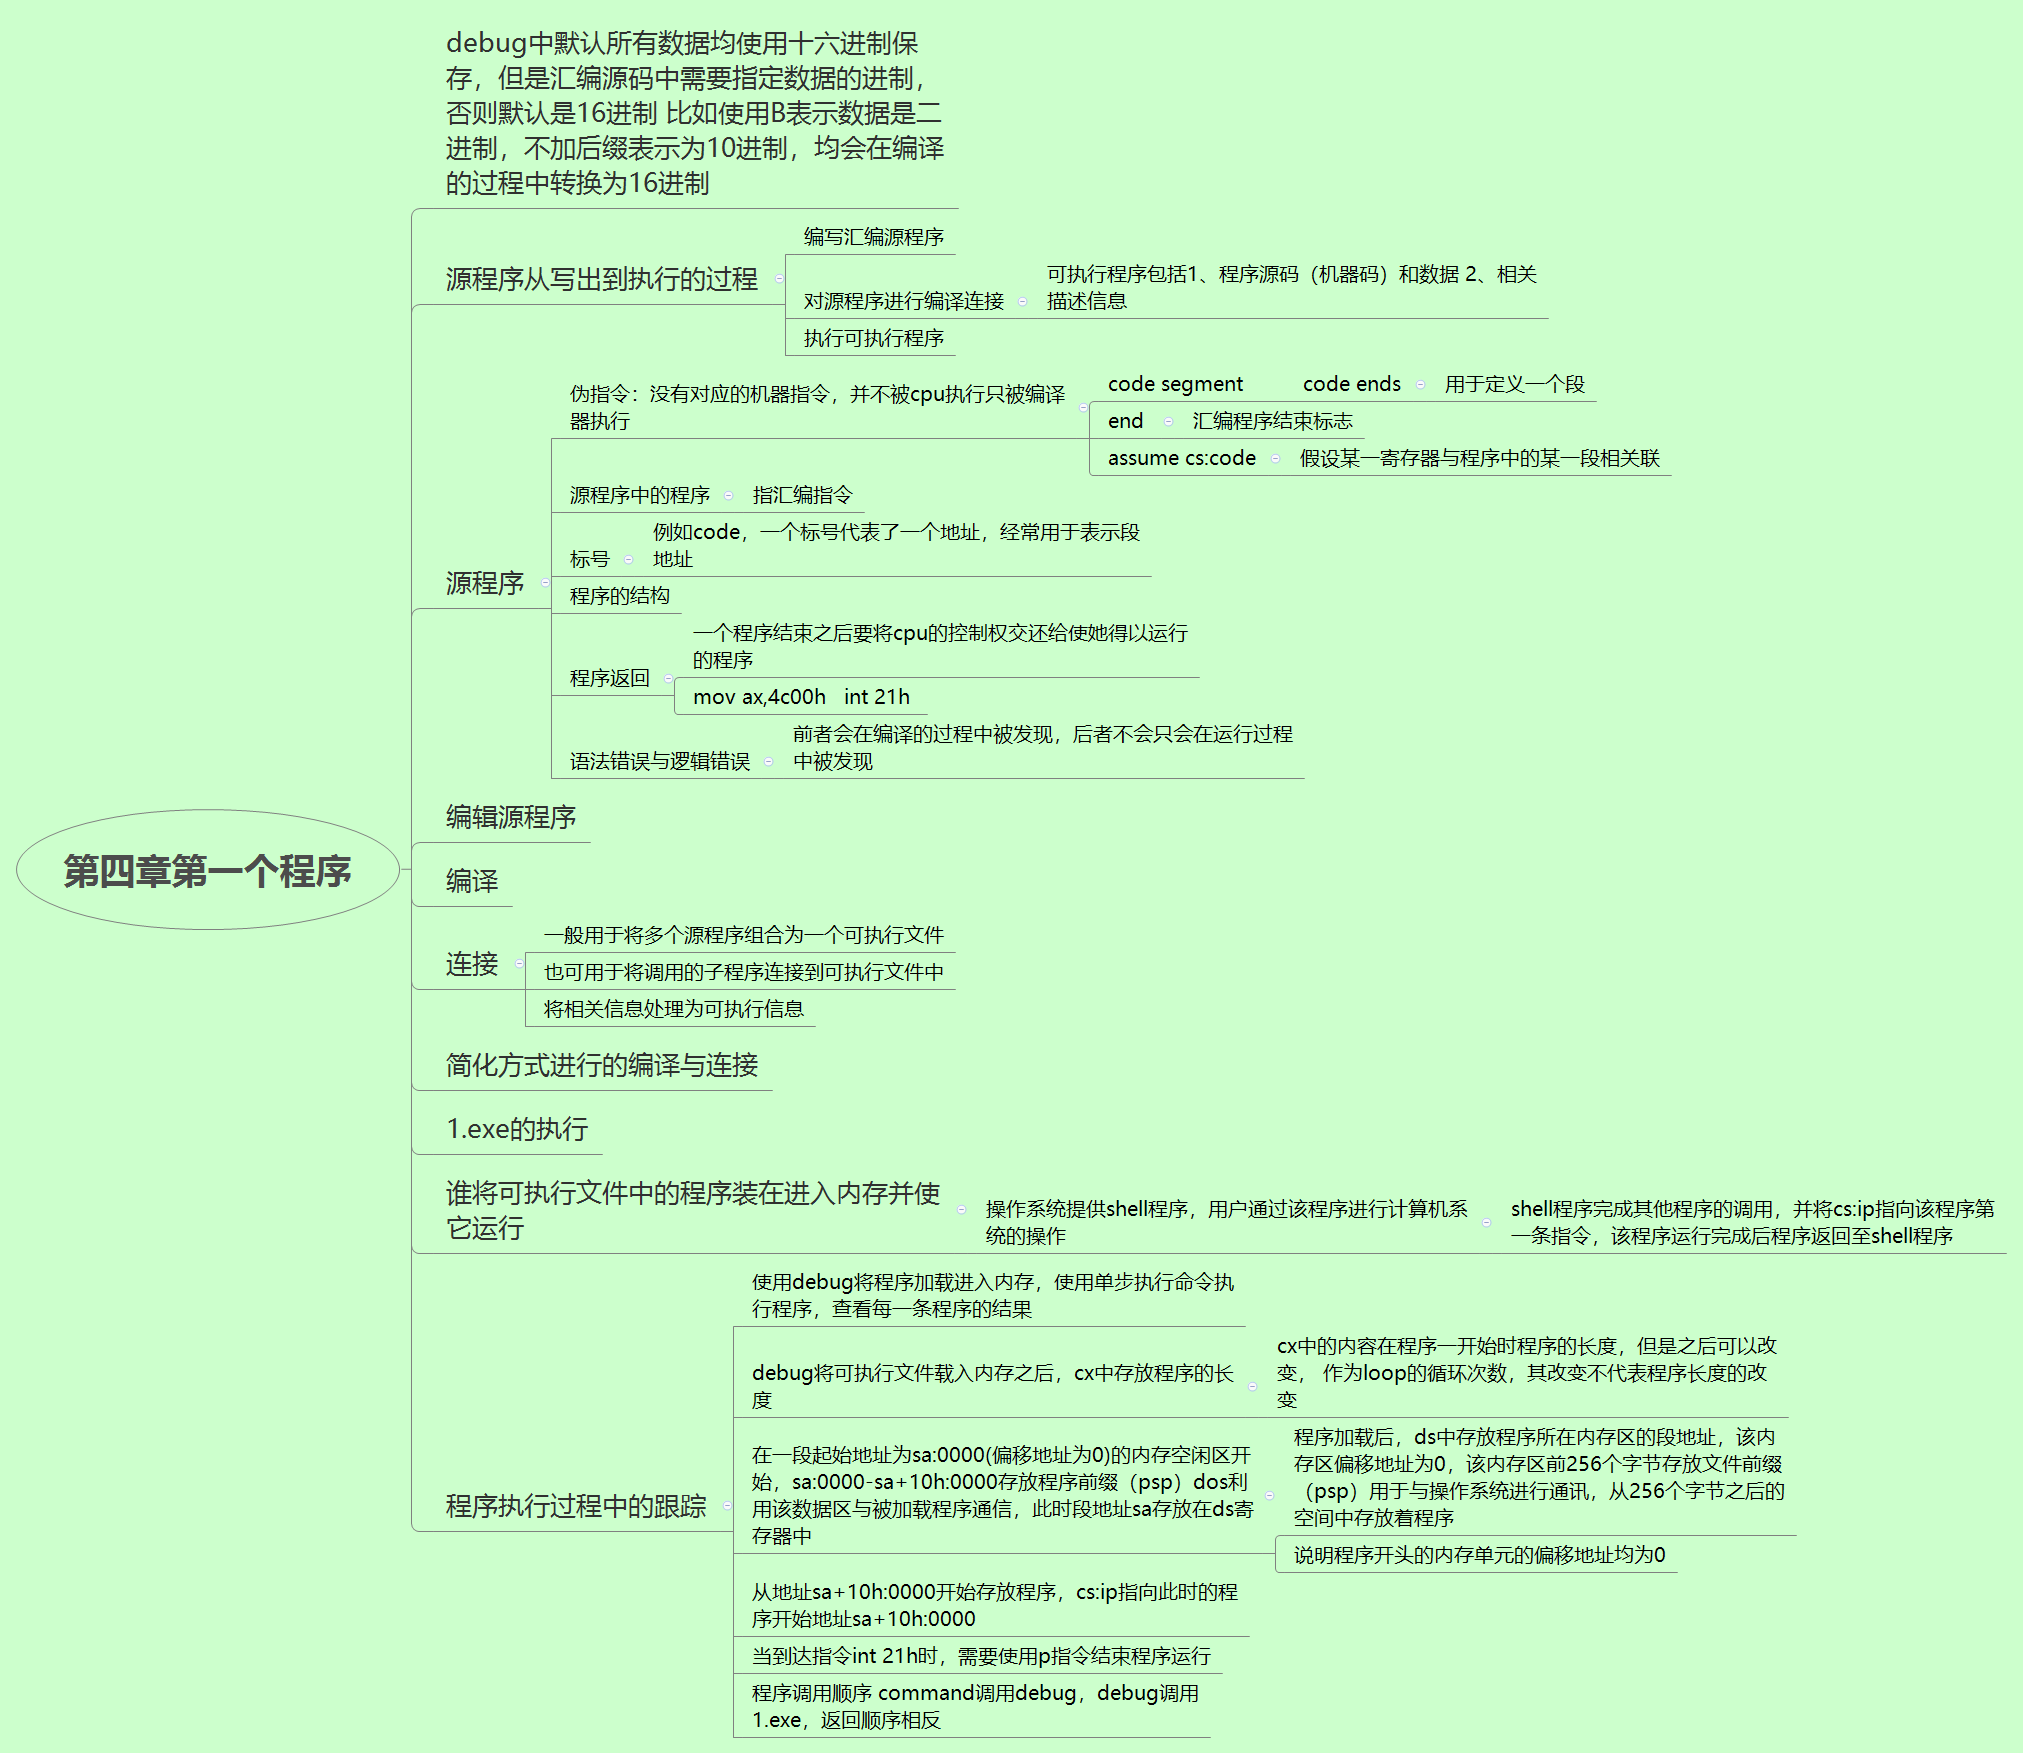 debug中默认所有数据均使用十六进制保
存，但是汇编源码中需要指定数据的进制，
否则默认是16进制 比如使用B表示数据是二
进制，不加后缀表示为10进制，均会在编译
的过程中转换为16进制
源程序从写出到执行的过程
编写汇编源程序
对源程序进行编译连接
可执行程序包括1、程序源码（机器码）和数据 2、相关
描述信息
执行可执行程序
源程序
伪指令：没有对应的机器指令，并不被cpu执行只被编译
器执行
code segment code ends
用于定义一个段
end
汇编程序结束标志
assume cs:code
假设某一寄存器与程序中的某一段相关联
源程序中的程序
指汇编指令
标号
例如code，一个标号代表了一个地址，经常用于表示段
地址
程序的结构
程序返回
一个程序结束之后要将cpu的控制权交还给使她得以运行
的程序
mov ax,4c00h int 21h
语法错误与逻辑错误
前者会在编译的过程中被发现，后者不会只会在运行过程
中被发现
第四章第一个程序
编辑源程序
编译
连接
一般用于将多个源程序组合为一个可执行文件
也可用于将调用的子程序连接到可执行文件中
将相关信息处理为可执行信息
简化方式进行的编译与连接
1.exe的执行
谁将可执行文件中的程序装在进入内存并使
它运行
操作系统提供shell程序，用户通过该程序进行计算机系
统的操作
shell程序完成其他程序的调用，并将cs:ip指向该程序第
一条指令，该程序运行完成后程序返回至shell程序
程序执行过程中的跟踪
使用debug将程序加载进入内存，使用单步执行命令执
行程序，查看每一条程序的结果
debug将可执行文件载入内存之后，cx中存放程序的长
度
cx中的内容在程序一开始时程序的长度，但是之后可以改
变， 作为loop的循环次数，其改变不代表程序长度的改
变
在一段起始地址为sa:0000(偏移地址为0)的内存空闲区开
始，sa:0000-sa+10h:0000存放程序前缀（psp）dos利
用该数据区与被加载程序通信，此时段地址sa存放在ds寄
存器中
程序加载后，ds中存放程序所在内存区的段地址，该内
存区偏移地址为0，该内存区前256个字节存放文件前缀
（psp）用于与操作系统进行通讯，从256个字节之后的
空间中存放着程序
说明程序开头的内存单元的偏移地址均为0
从地址sa+10h:0000开始存放程序，cs:ip指向此时的程
序开始地址sa+10h:0000
当到达指令int 21h时，需要使用p指令结束程序运行
程序调用顺序 command调用debug，debug调用
1.exe，返回顺序相反